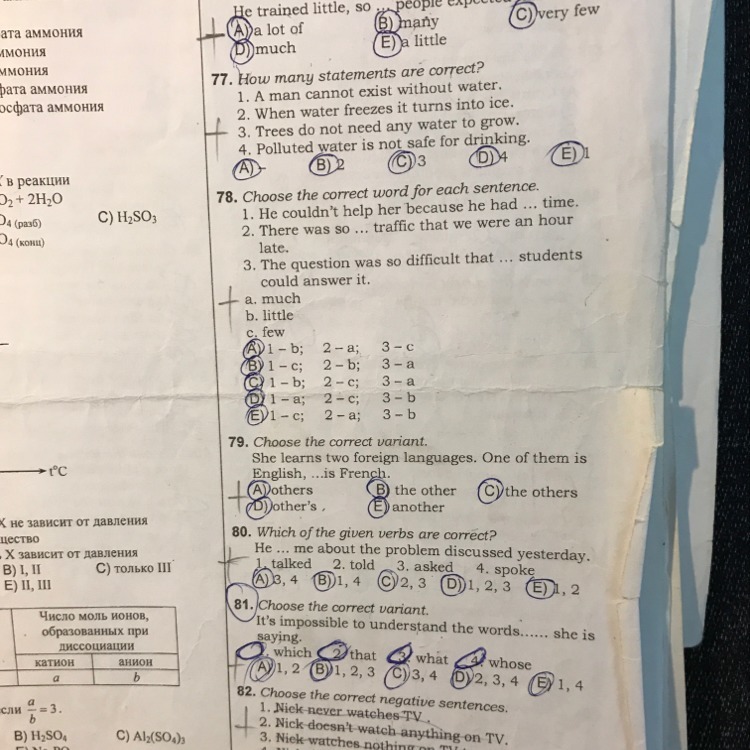 ата аммония
ммония
ммония
фата аммония
осфата аммония
в реакции
O₂ + 2H₂O
O₄ (разб)
C) H₂SO₃
O₄ (конц)
t°C
X не зависит от давления
щество
X зависит от давления
B) I, II
C) только III
E) II, III
Число моль ионов,
образованных при
диссоциации
катион анион
a b
сли a/b = 3.
B) H₂SO₄
C) Al₂(SO₄)₃
He trained little, so ... people
A) a lot of B) many C) very few
D) much E) a little
77. How many statements are correct?
1. A man cannot exist without water.
2. When water freezes it turns into ice.
3. Trees do not need any water to grow.
4. Polluted water is not safe for drinking.
A) – B) 2 C) 3 D) 4 E) 1
78. Choose the correct word for each sentence.
1. He couldn't help her because he had ... time.
2. There was so ... traffic that we were an hour
late.
3. The question was so difficult that ... students
could answer it.
a. much
b. little
c. few
A) 1 – b; 2 – a; 3 – c
B) 1 – c; 2 – b; 3 – a
C) 1 – b; 2 – c; 3 – a
D) 1 – a; 2 – c; 3 – b
E) 1 – c; 2 – a; 3 – b
79. Choose the correct variant.
She learns two foreign languages. One of them is
English, ...is French.
A) others B) the other C) the others
D) other's E) another
80. Which of the given verbs are correct?
He ... me about the problem discussed yesterday.
1. talked 2. told 3. asked 4. spoke
A) 3, 4 B) 1, 4 C) 2, 3 D) 1, 2, 3 E) 1, 2
81. Choose the correct variant.
It's impossible to understand the words...... she is
saying.
which 2. that 3. what 4. whose
A) 1, 2 B) 1, 2, 3 C) 3, 4 D) 2, 3, 4 E) 1, 4
82. Choose the correct negative sentences.
1. Nick never watches TV.
2. Nick doesn't watch anything on TV.
3. Nick watches nothing on TV